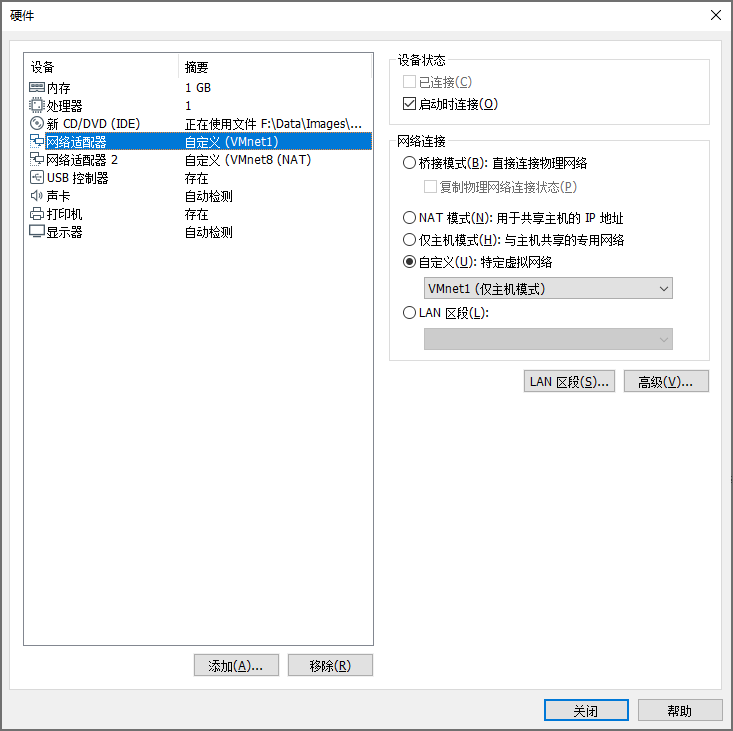 硬件
设备 摘要
内存 1 GB
处理器 1
新 CD/DVD (IDE) 正在使用文件 F:\Data\Images\...
网络适配器 自定义 (VMnet1)
网络适配器 2 自定义 (VMnet8 (NAT)
USB 控制器 存在
声卡 自动检测
打印机 存在
显示器 自动检测
添加(A)...
移除(R)
设备状态
已连接(C)
启动时连接(O)
网络连接
桥接模式(B): 直接连接物理网络
复制物理网络连接状态(P)
NAT 模式(N): 用于共享主机的 IP 地址
仅主机模式(H): 与主机共享的专用网络
自定义(U): 特定虚拟网络
VMnet1 (仅主机模式)
LAN 区段(L):
LAN 区段(S)...
高级(V)...
关闭
帮助